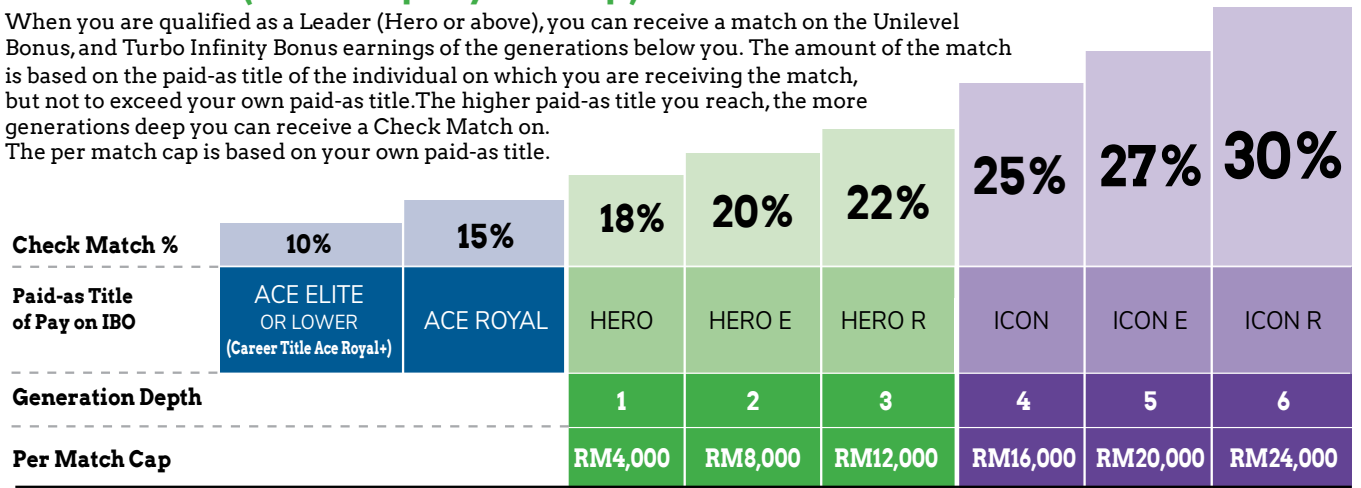 When you are qualified as a Leader (Hero or above), you can receive a match on the Unilevel
Bonus, and Turbo Infinity Bonus earnings of the generations below you. The amount of the match
is based on the paid-as title of the individual on which you are receiving the match,
but not to exceed your own paid-as title.The higher paid-as title you reach, the more
generations deep you can receive a Check Match on.
The per match cap is based on your own paid-as title.
Check Match % 10% 15% 18% 20% 22% 25% 27% 30%
Paid-as Title
of Pay on IBO
ACE ELITE
OR LOWER
(Career Title Ace Royal+)
ACE ROYAL HERO HERO E HERO R ICON ICON E ICON R
Generation Depth 1 2 3 4 5 6
Per Match Cap RM4,000 RM8,000 RM12,000 RM16,000 RM20,000 RM24,000